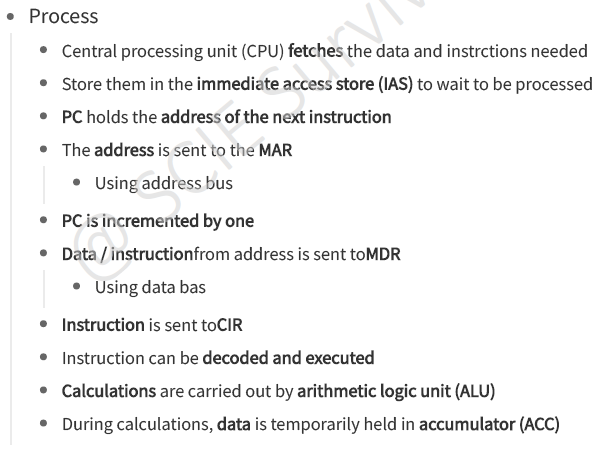 Process
Central processing unit (CPU) fetches the data and instrctions needed
Store them in the immediate access store (IAS) to wait to be processed
PC holds the address of the next instruction
The address is sent to the MAR
Using address bus
PC is incremented by one
Data / instructionfrom address is sent toMDR
Using data bas
Instruction is sent toCIR
Instruction can be decoded and executed
Calculations are carried out by arithmetic logic unit (ALU)
During calculations, data is temporarily held in accumulator (ACC)
@ SCIE